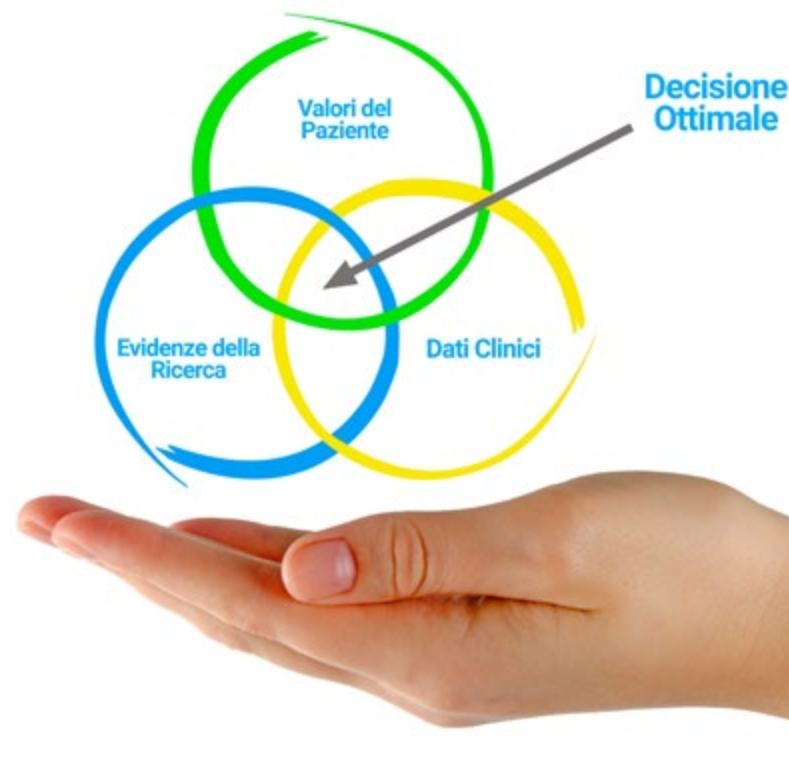 Valori del
Paziente
Decisione
Ottimale
Evidenze della
Ricerca
Dati Clinici